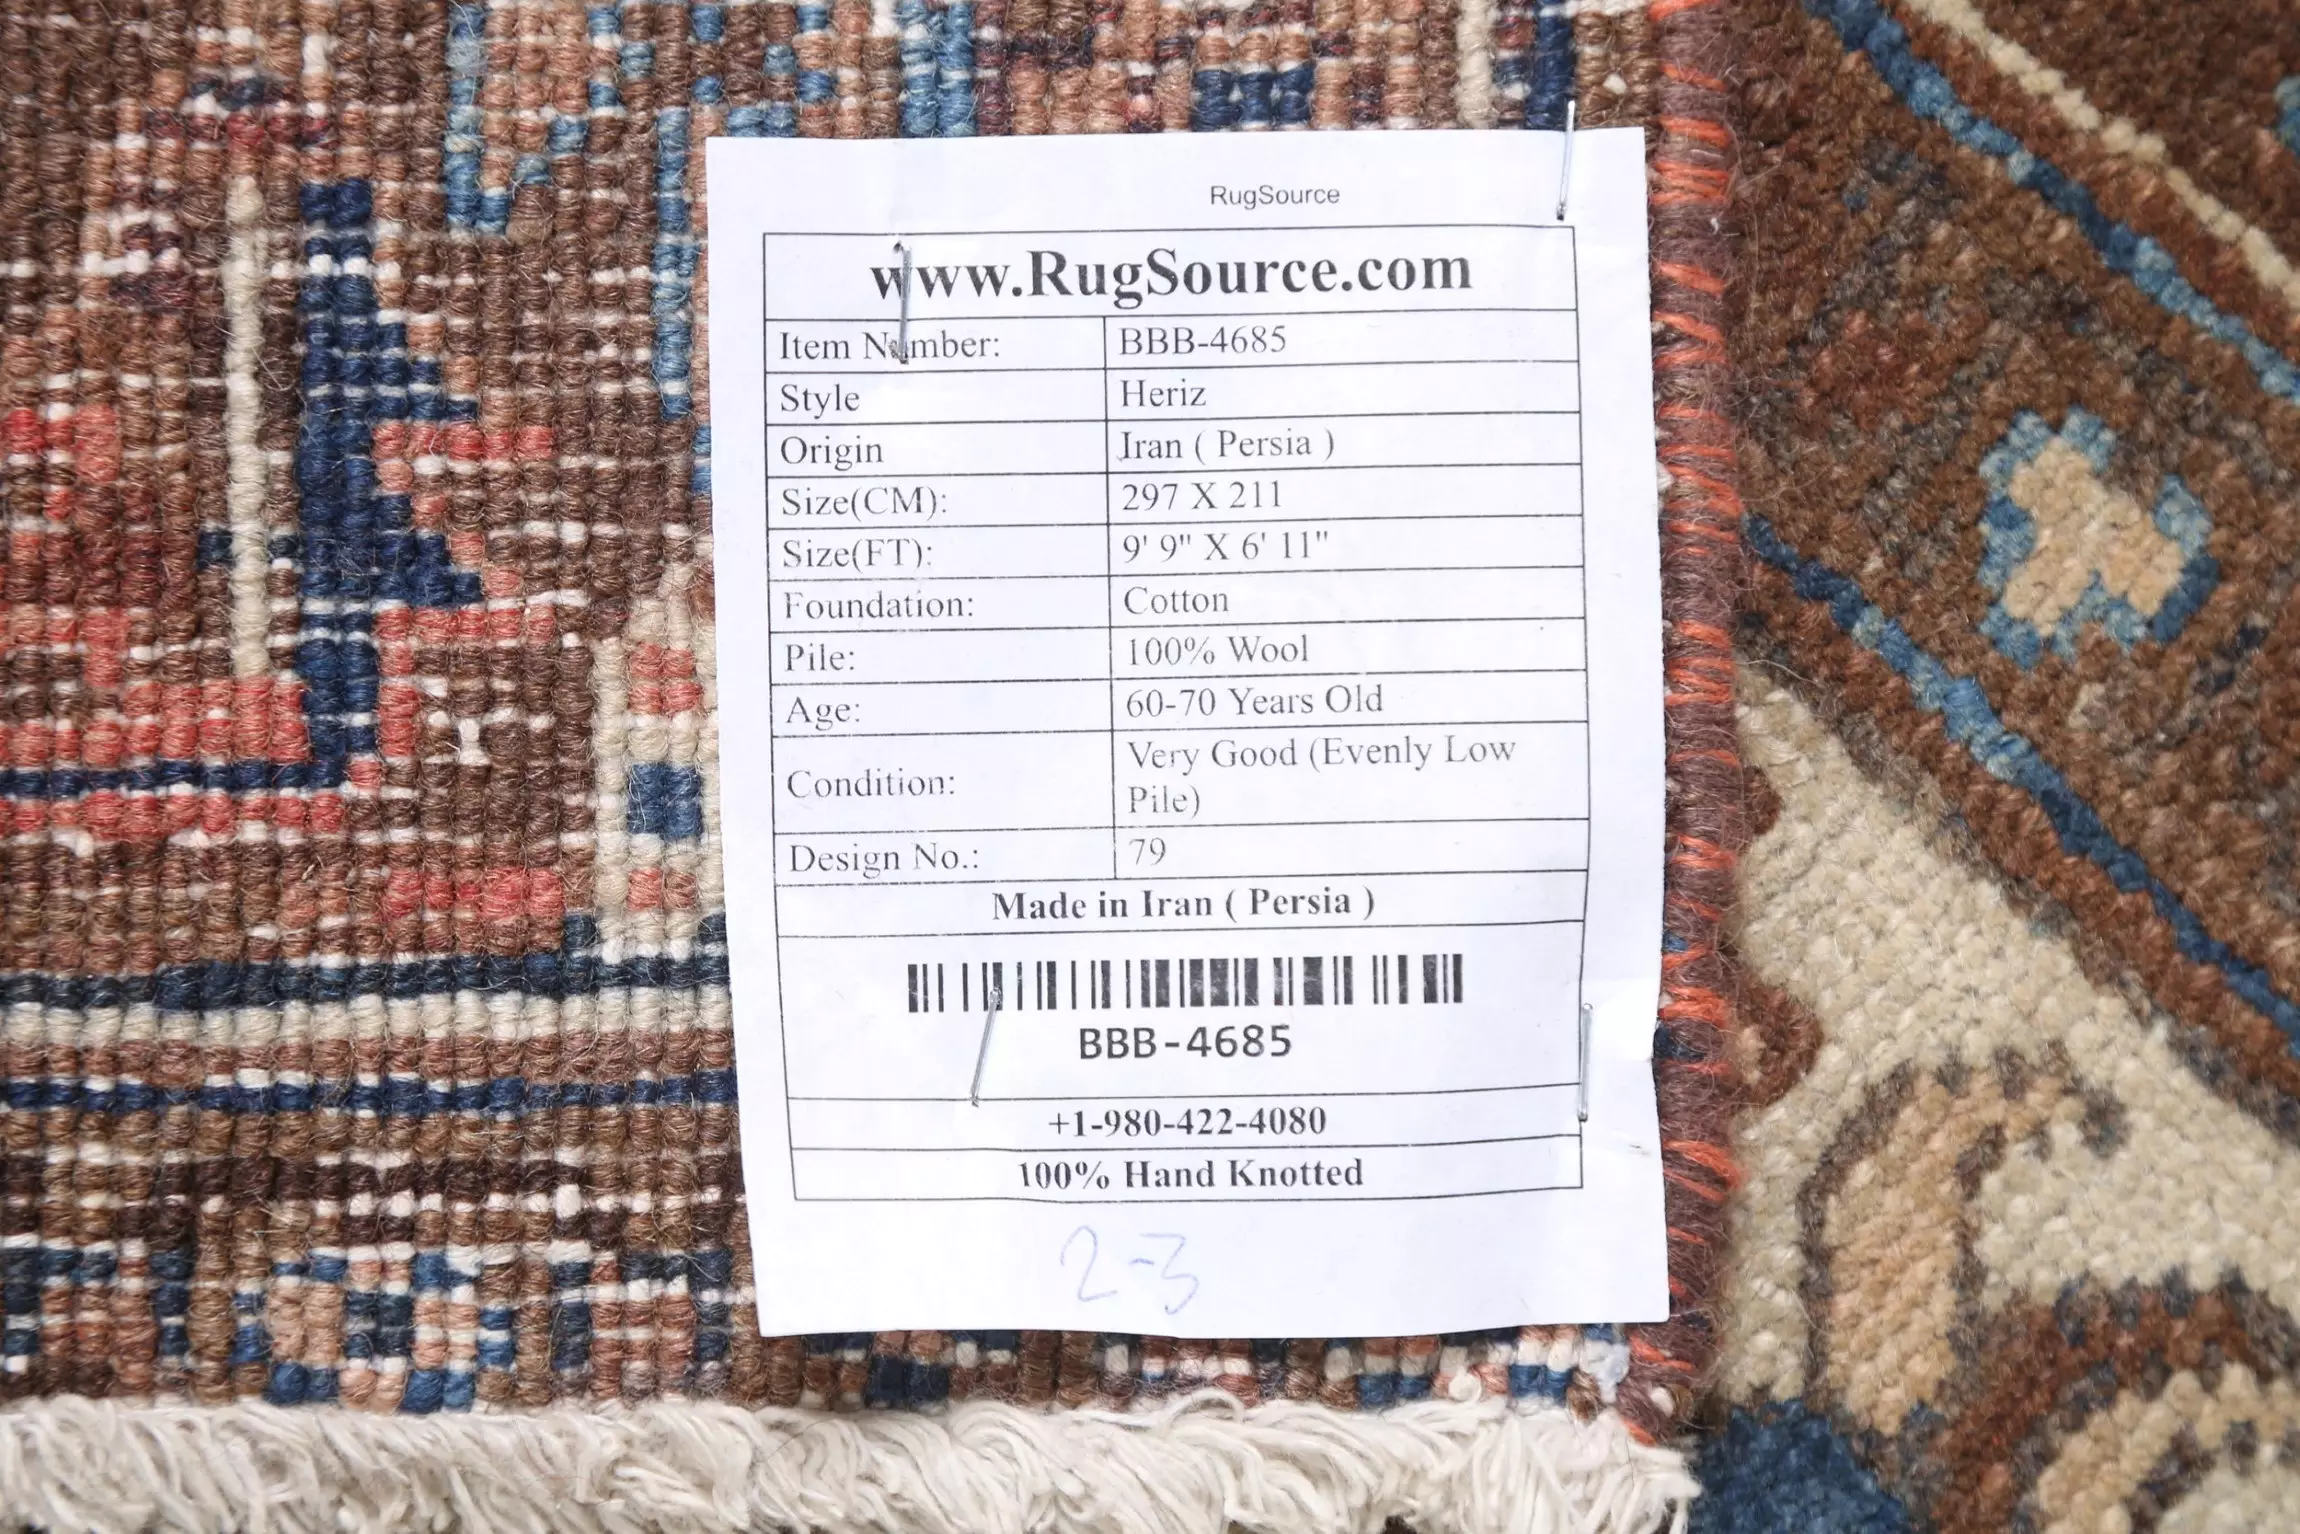 RugSource
www.RugSource.com
Item Number: BBB-4685
Style Heriz
Origin Iran ( Persia )
Size(CM): 297 X 211
Size(FT): 9' 9" X 6' 11"
Foundation: Cotton
Pile: 100% Wool
Age: 60-70 Years Old
Condition: Very Good (Evenly Low
Pile)
Design No.: 79
Made in Iran ( Persia )
BBB-4685
+1-980-422-4080
100% Hand Knotted
2-3